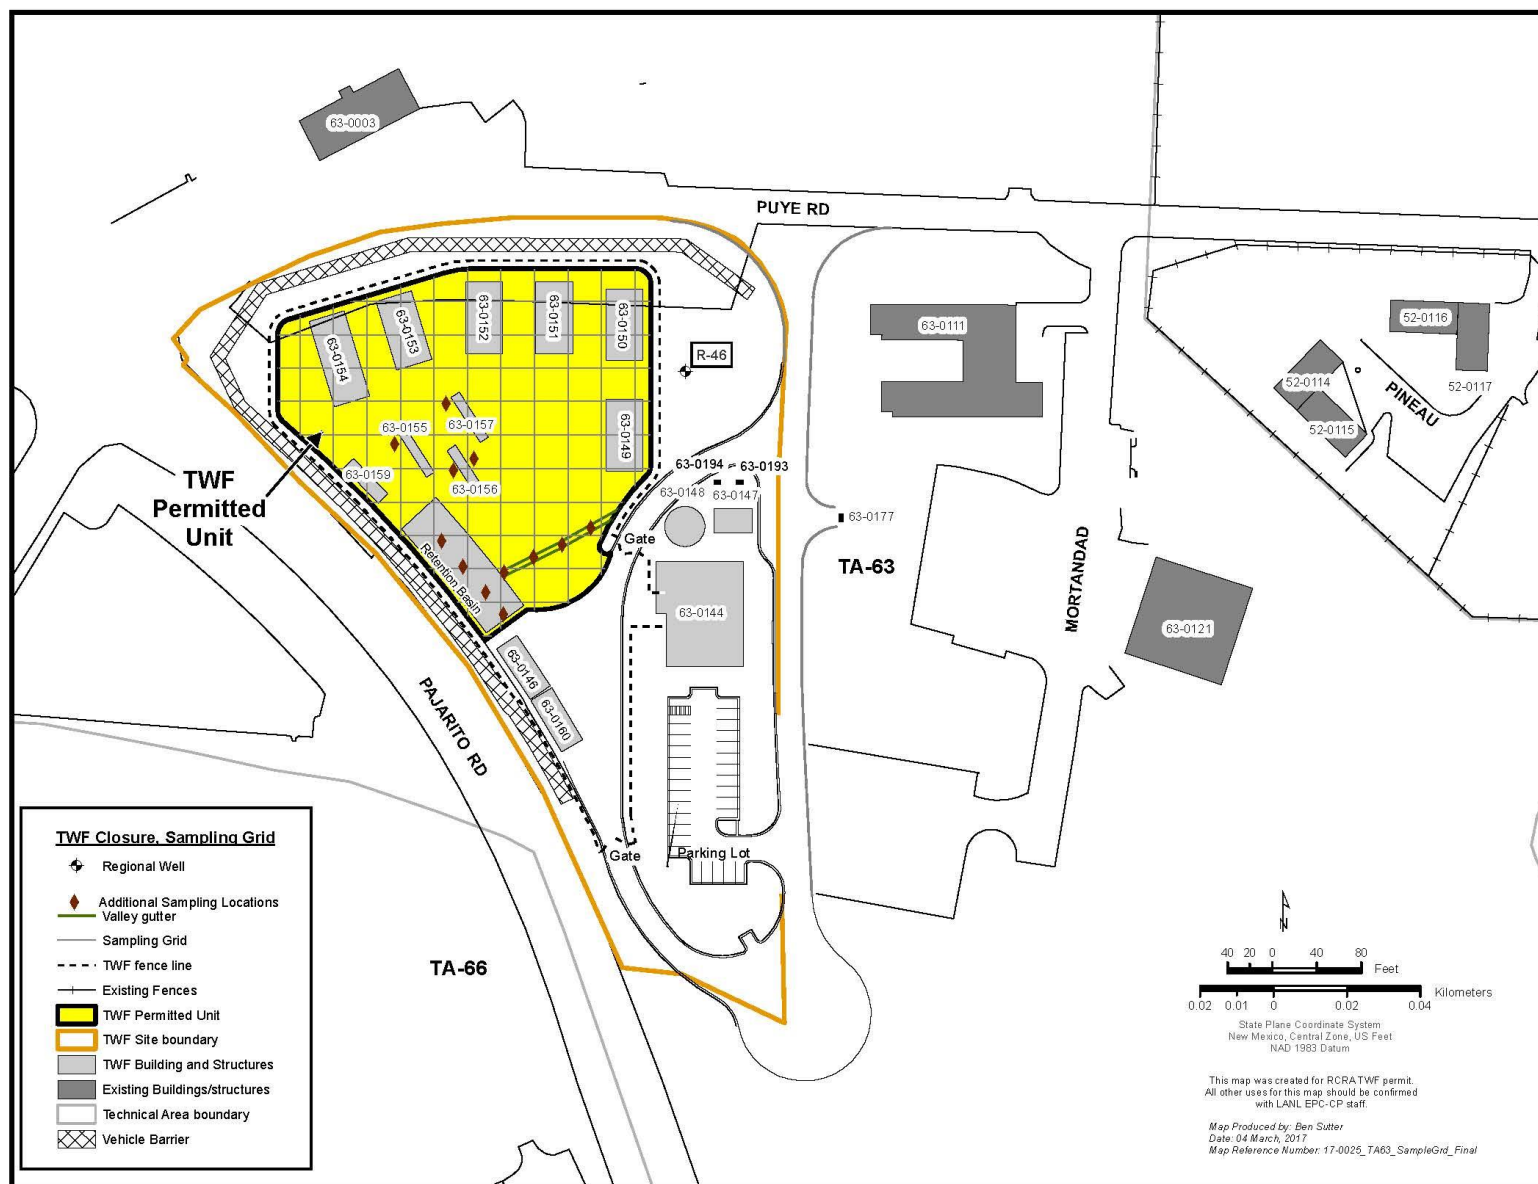 63-0003
PUYE RD
63-0152
63-0151
63-0150
63-0153
63-0154
63-0111
52-0116
R-46
52-0114
52-0117
PINEAU
52-0115
63-0157
63-0155
63-0149
63-0159
63-0156
63-0194
63-0193
63-0148
63-0147
TWF
Permitted
Unit
63-0177
Gate
Retention Basin
TA-63
MORTANDAD
63-0144
63-0121
63-0146
63-0160
PAJARITO RD
Gate
Parking Lot
TA-66
TWF Closure, Sampling Grid
Regional Well
Additional Sampling Locations
Valley gutter
Sampling Grid
TWF fence line
Existing Fences
TWF Permitted Unit
TWF Site boundary
TWF Building and Structures
Existing Buildings/structures
Technical Area boundary
Vehicle Barrier
N
40 20 0 40 80
Feet
Kilometers
0.02 0.01 0 0.02 0.04
State Plane Coordinate System
New Mexico, Central Zone, US Feet
NAD 1983 Datum
This map was created for RCRA TWF permit.
All other uses for this map should be confirmed
with LANL EPC-CP staff.
Map Produced by: Ben Sutter
Date: 04 March, 2017
Map Reference Number: 17-0025_TA63_SampleGrd_Final